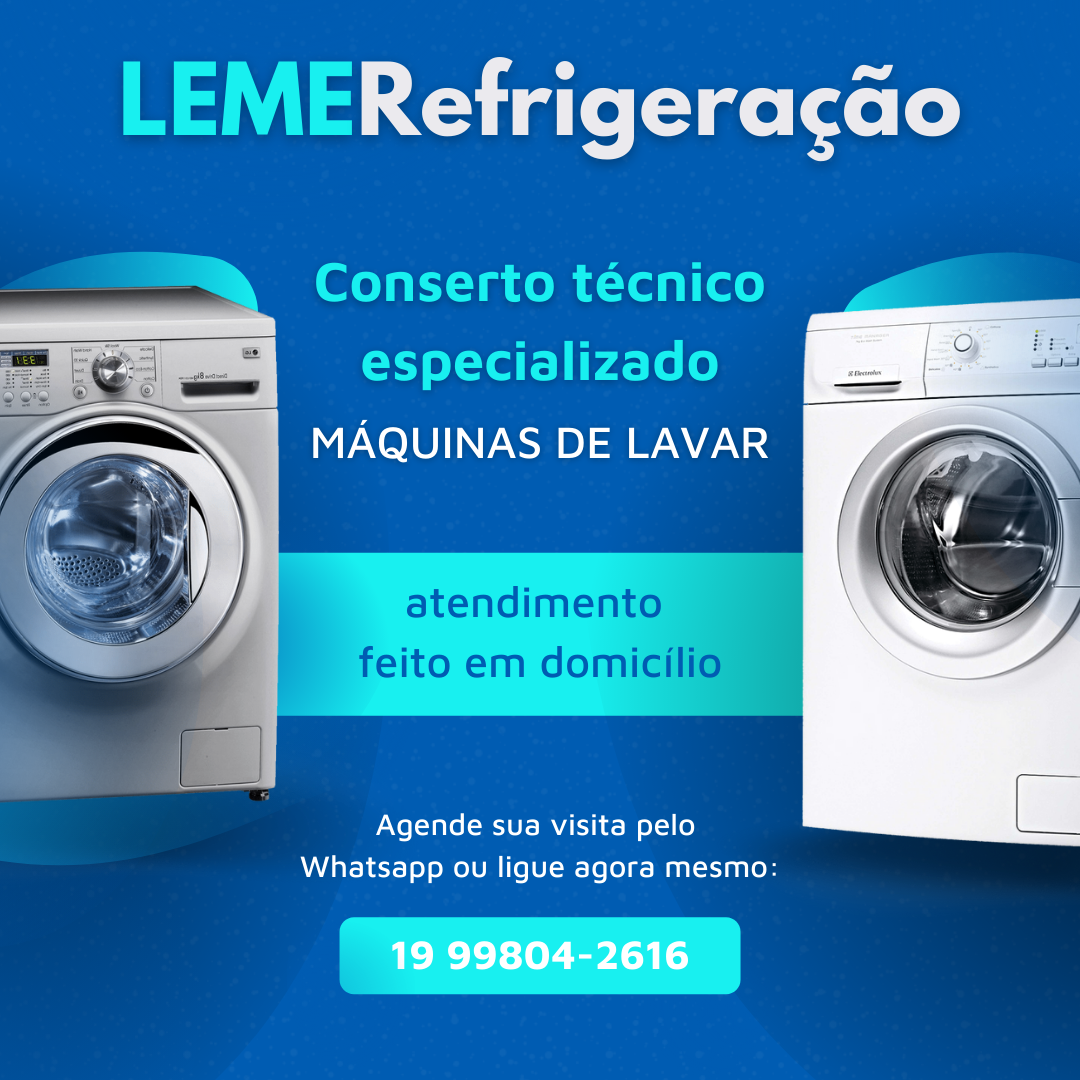 LEMERefrigeração
Conserto técnico
especializado
MÁQUINAS DE LAVAR
Electrolux
atendimento
feito em domicílio
Agende sua visita pelo
Whatsapp ou ligue agora mesmo:
19 99804-2616